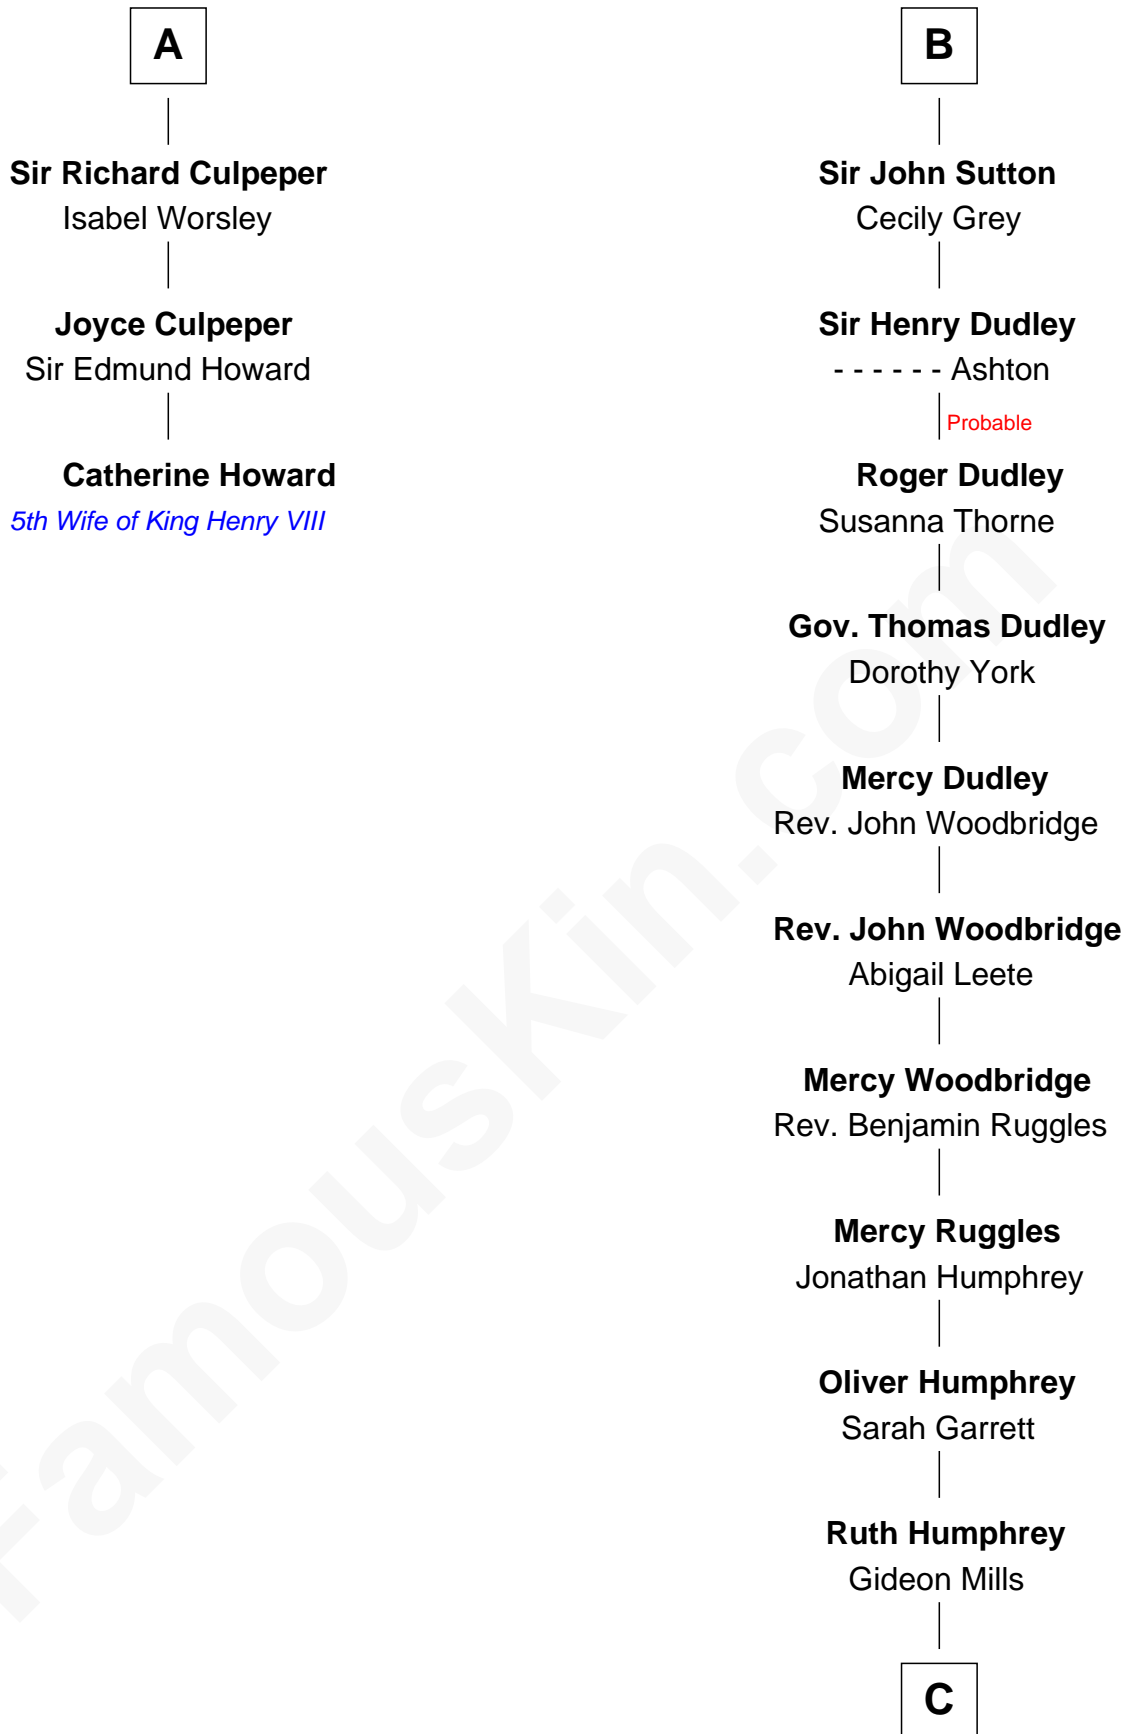 A
Sir Richard Culpeper
Isabel Worsley
Joyce Culpeper
Sir Edmund Howard
Catherine Howard
5th Wife of King Henry VIII
B
Sir John Sutton
Cecily Grey
Sir Henry Dudley
- - - - - - Ashton
Probable
Roger Dudley
Susanna Thorne
Gov. Thomas Dudley
Dorothy York
Mercy Dudley
Rev. John Woodbridge
Rev. John Woodbridge
Abigail Leete
Mercy Woodbridge
Rev. Benjamin Ruggles
Mercy Ruggles
Jonathan Humphrey
Oliver Humphrey
Sarah Garrett
Ruth Humphrey
Gideon Mills
C
FamousKin.com